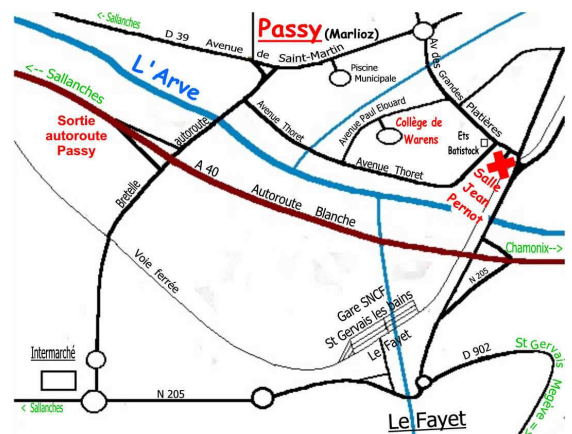 <- Sallanches
D 39 Avenue de Saint-Martin
Passy (Marlioz)
Av des Grandes Platières
Piscine
Municipale
L'Arve
<-- Sallanches
Sortie
autoroute
Passy
Bretelle autoroute
Avenue Thoret
Avenue Paul Elouard
Collège de
Warens
Ets
Batistock
Avenue Thoret
Salle
Jean
Pernot
A 40 Autoroute Blanche
Chamonix-->
N 205
Voie ferrée
Gare SNCF
St Gervais les bains
Le Fayet
Intermarché
D 902
St Gervais
Megève =>
N 205
< Sallanches
Le Fayet